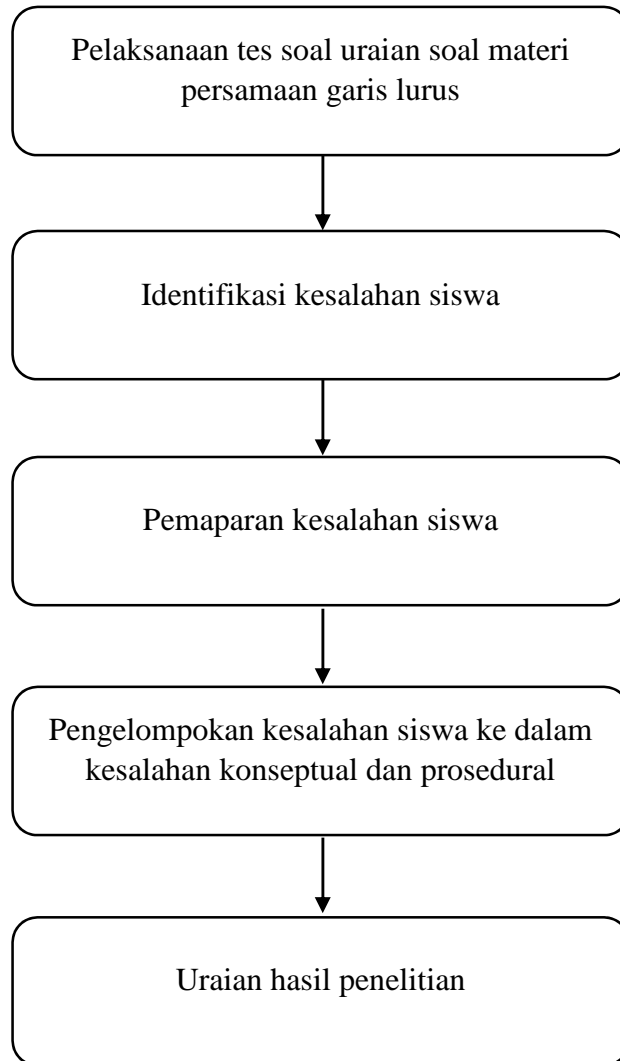 Pelaksanaan tes soal uraian soal materi
persamaan garis lurus
Identifikasi kesalahan siswa
Pemaparan kesalahan siswa
Pengelompokan kesalahan siswa ke dalam
kesalahan konseptual dan prosedural
Uraian hasil penelitian